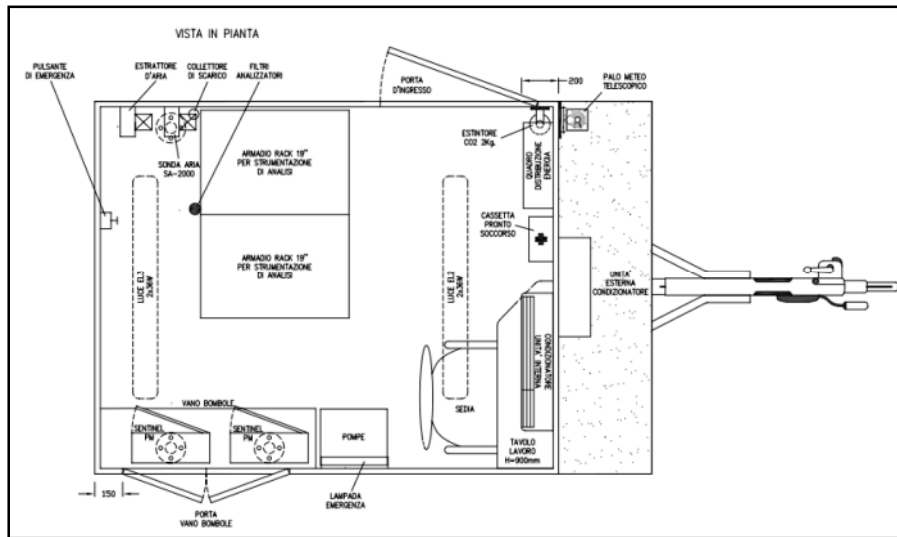 VISTA IN PIANTA
PULSANTE
DI EMERGENZA
ESTRATTORE
D'ARIA
COLLETTORE
DI SCARICO
FILTRI
ANALIZZATORI
PORTA
D'INGRESSO
200
PALO METEO
TELESCOPICO
SONDA ARIA
SA-2000
ARMADIO RACK 19"
PER STRUMENTAZIONE
DI ANALISI
ESTINTORE
CO2 2Kg.
QUADRO
DISTRIBUZIONE
ENERGIA
CASSETTA
PRONTO
SOCCORSO
ARMADIO RACK 19"
PER STRUMENTAZIONE
DI ANALISI
LUCE EL3
2x36W
LUCE EL2
2x36W
UNITA'
ESTERNA
CONDIZIONATORE
CONDIZIONATORE
UNITA' INTERNA
VANO BOMBOLE
SENTINEL
PM
SENTINEL
PM
POMPE
SEDIA
TAVOLO
LAVORO
H=900mm
150
LAMPADA
EMERGENZA
PORTA
VANO BOMBOLE